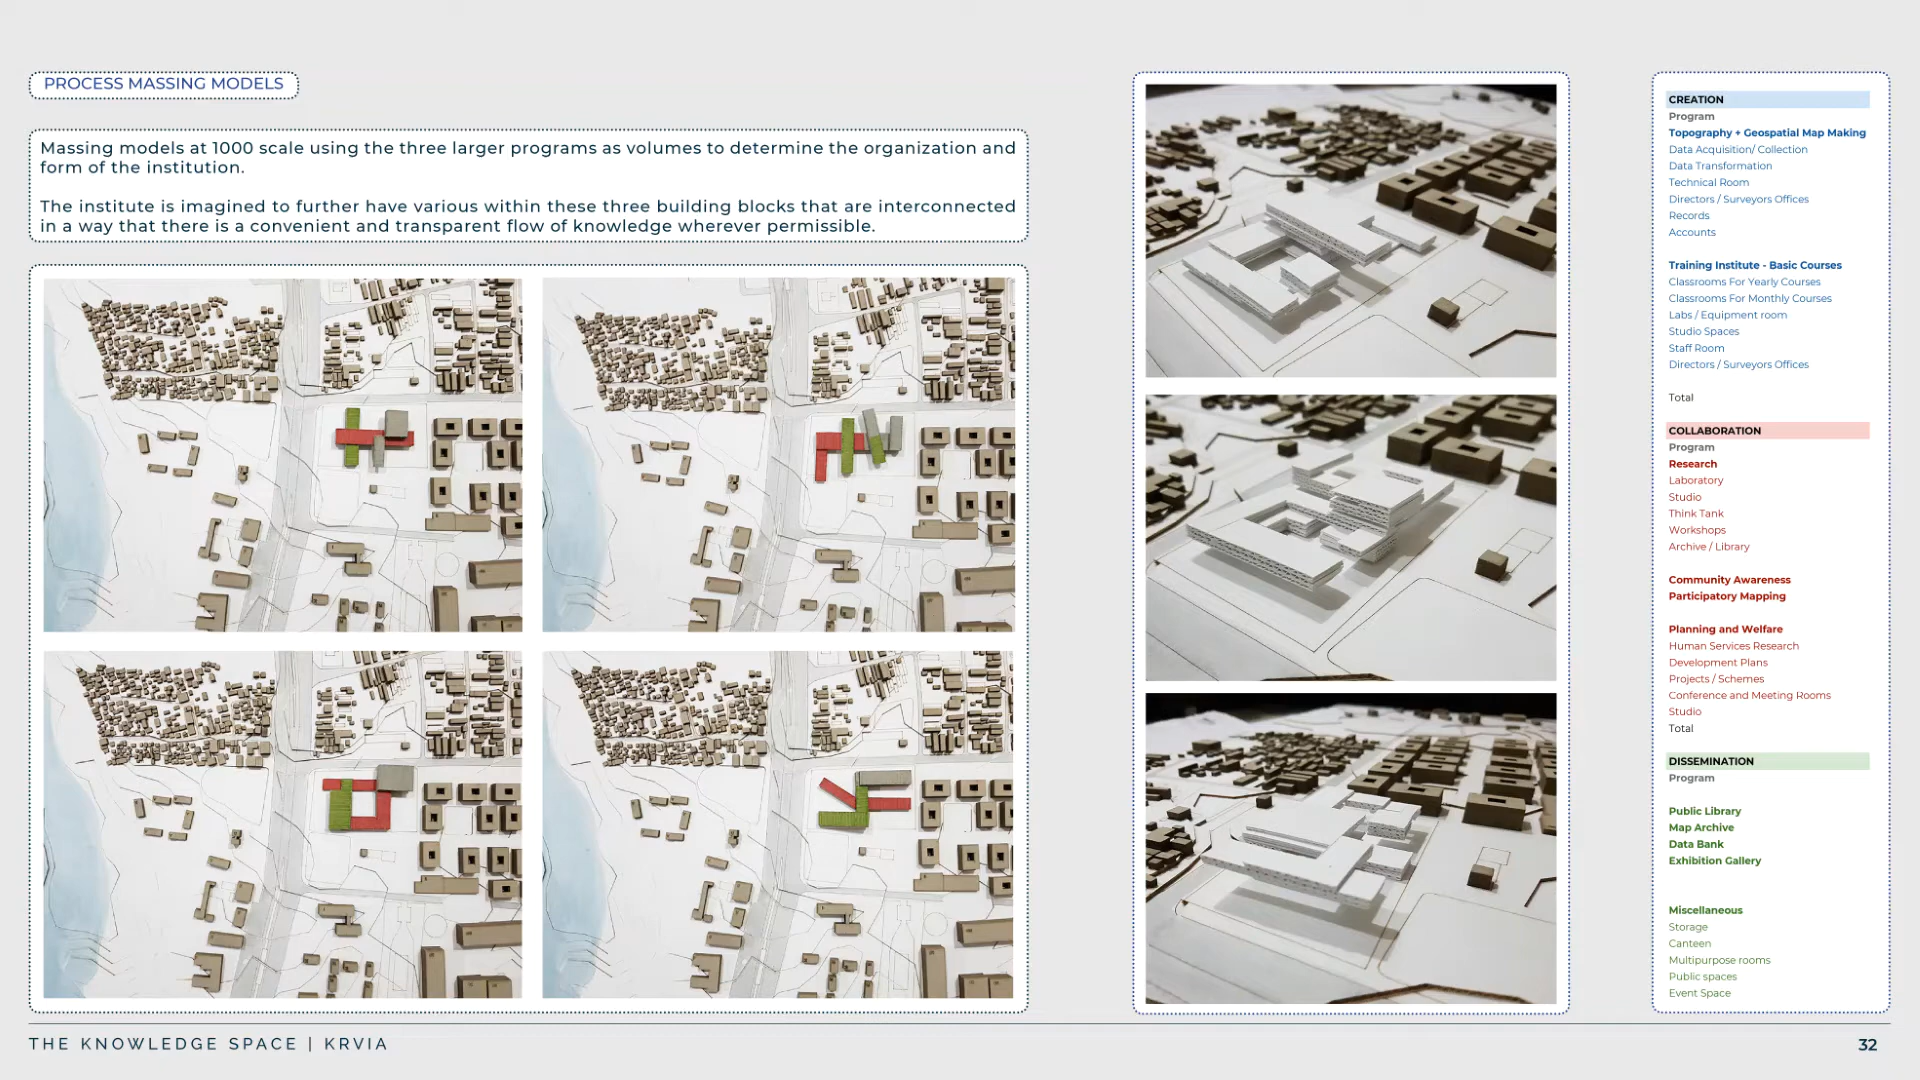 PROCESS MASSING MODELS
Massing models at 1000 scale using the three larger programs as volumes to determine the organization and
form of the institution.
The institute is imagined to further have various within these three building blocks that are interconnected
in a way that there is a convenient and transparent flow of knowledge wherever permissible.
CREATION
Program
Topography + Geospatial Map Making
Data Acquisition/ Collection
Data Transformation
Technical Room
Directors / Surveyors Offices
Records
Accounts
Training Institute - Basic Courses
Classrooms For Yearly Courses
Classrooms For Monthly Courses
Labs / Equipment room
Studio Spaces
Staff Room
Directors / Surveyors Offices
Total
COLLABORATION
Program
Research
Laboratory
Studio
Think Tank
Workshops
Archive / Library
Community Awareness
Participatory Mapping
Planning and Welfare
Human Services Research
Development Plans
Projects / Schemes
Conference and Meeting Rooms
Studio
Total
DISSEMINATION
Program
Public Library
Map Archive
Data Bank
Exhibition Gallery
Miscellaneous
Storage
Canteen
Multipurpose rooms
Public spaces
Event Space
THE KNOWLEDGE SPACE | KRVIA
32